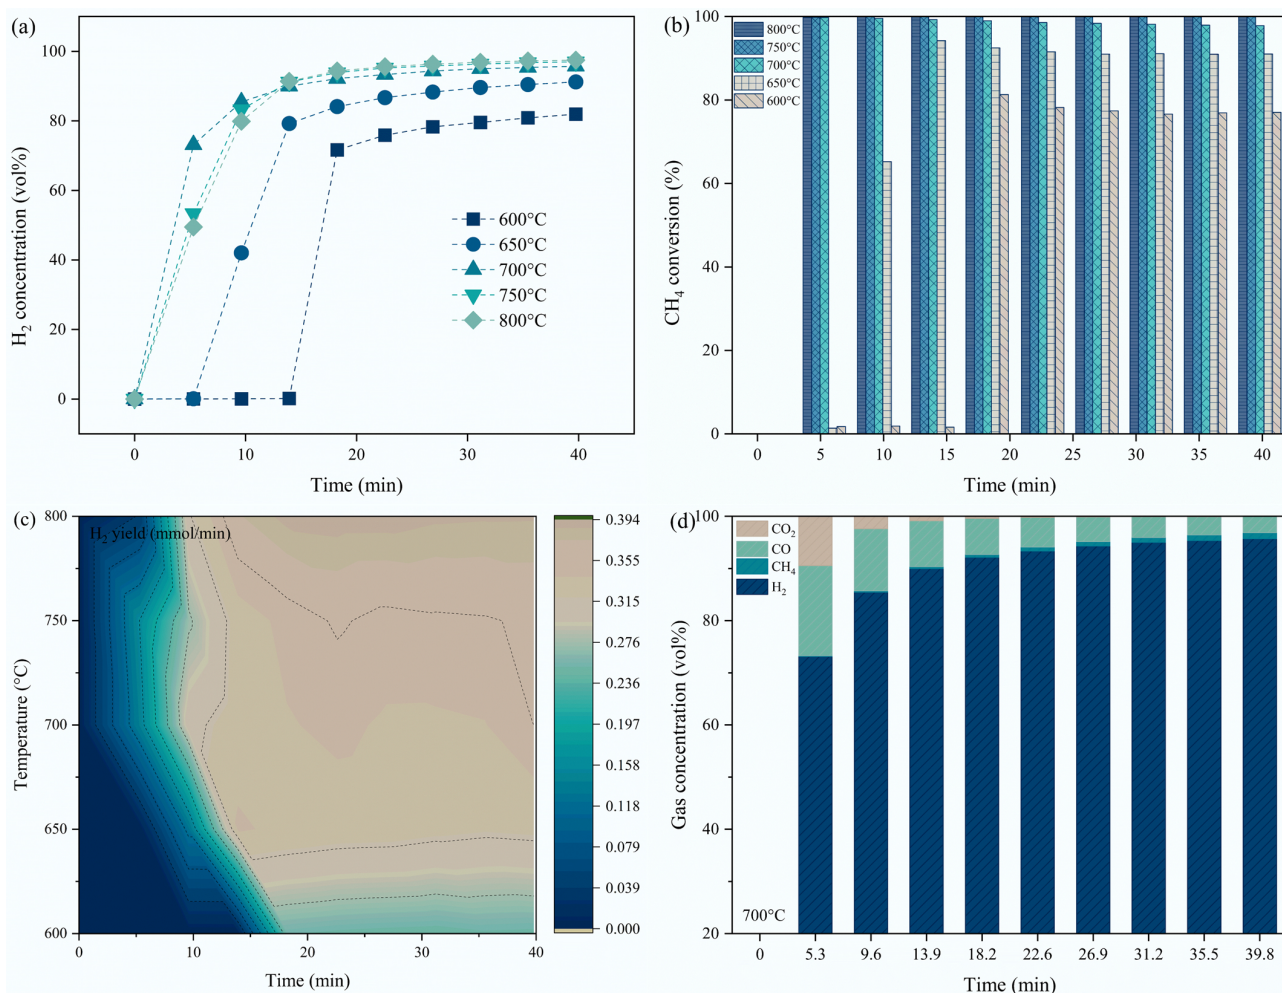 (a)
H2 concentration (vol%)
100
80
60
40
20
0
600°C
650°C
700°C
750°C
800°C
0 10 20 30 40
Time (min)
(b)
CH4 conversion (%)
100
80
60
40
20
0
800°C
750°C
700°C
650°C
600°C
0 5 10 15 20 25 30 35 40
Time (min)
(c)
H2 yield (mmol/min)
Temperature (°C)
800
750
700
650
600
0 10 20 30 40
Time (min)
0.394
0.355
0.315
0.276
0.236
0.197
0.158
0.118
0.079
0.039
0.000
(d)
Gas concentration (vol%)
100
80
60
40
20
CO2
CO
CH4
H2
700°C
0 5.3 9.6 13.9 18.2 22.6 26.9 31.2 35.5 39.8
Time (min)